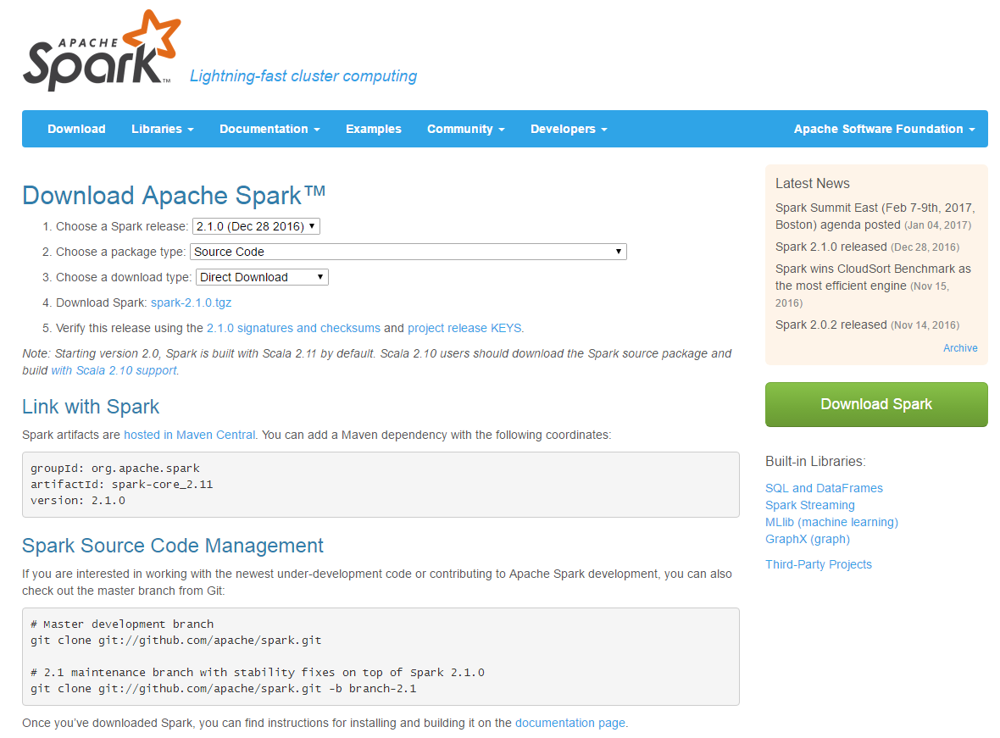 APACHE
Spark™
Lightning-fast cluster computing
Download Libraries Documentation Examples Community Developers Apache Software Foundation
Download Apache Spark™
1. Choose a Spark release: 2.1.0 (Dec 28 2016)
2. Choose a package type: Source Code
3. Choose a download type: Direct Download
4. Download Spark: spark-2.1.0.tgz
5. Verify this release using the 2.1.0 signatures and checksums and project release KEYS.
Note: Starting version 2.0, Spark is built with Scala 2.11 by default. Scala 2.10 users should download the Spark source package and
build with Scala 2.10 support.
Link with Spark
Spark artifacts are hosted in Maven Central. You can add a Maven dependency with the following coordinates:
groupId: org.apache.spark
artifactId: spark-core_2.11
version: 2.1.0
Spark Source Code Management
If you are interested in working with the newest under-development code or contributing to Apache Spark development, you can also
check out the master branch from Git:
# Master development branch
git clone git://github.com/apache/spark.git
# 2.1 maintenance branch with stability fixes on top of Spark 2.1.0
git clone git://github.com/apache/spark.git -b branch-2.1
Once you've downloaded Spark, you can find instructions for installing and building it on the documentation page.
Latest News
Spark Summit East (Feb 7-9th, 2017,
Boston) agenda posted (Jan 04, 2017)
Spark 2.1.0 released (Dec 28, 2016)
Spark wins CloudSort Benchmark as
the most efficient engine (Nov 15,
2016)
Spark 2.0.2 released (Nov 14, 2016)
Archive
Download Spark
Built-in Libraries:
SQL and DataFrames
Spark Streaming
MLlib (machine learning)
GraphX (graph)
Third-Party Projects